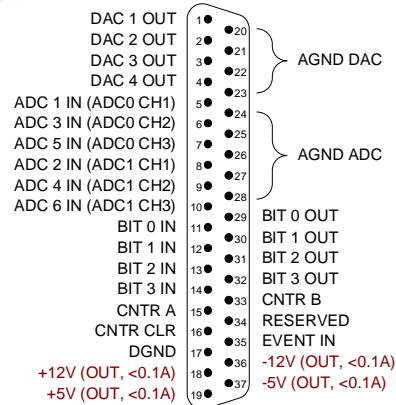 DAC 1 OUT 1
DAC 2 OUT 2
DAC 3 OUT 3
DAC 4 OUT 4
ADC 1 IN (ADC0 CH1) 5
ADC 3 IN (ADC0 CH2) 6
ADC 5 IN (ADC0 CH3) 7
ADC 2 IN (ADC1 CH1) 8
ADC 4 IN (ADC1 CH2) 9
ADC 6 IN (ADC1 CH3) 10
BIT 0 IN 11
BIT 1 IN 12
BIT 2 IN 13
BIT 3 IN 14
CNTR A 15
CNTR CLR 16
DGND 17
+12V (OUT, <0.1A) 18
+5V (OUT, <0.1A) 19
20
21
22
23
AGND DAC
24
25
26
27
28
AGND ADC
29 BIT 0 OUT
30 BIT 1 OUT
31 BIT 2 OUT
32 BIT 3 OUT
33 CNTR B
34 RESERVED
35 EVENT IN
36 -12V (OUT, <0.1A)
37 -5V (OUT, <0.1A)